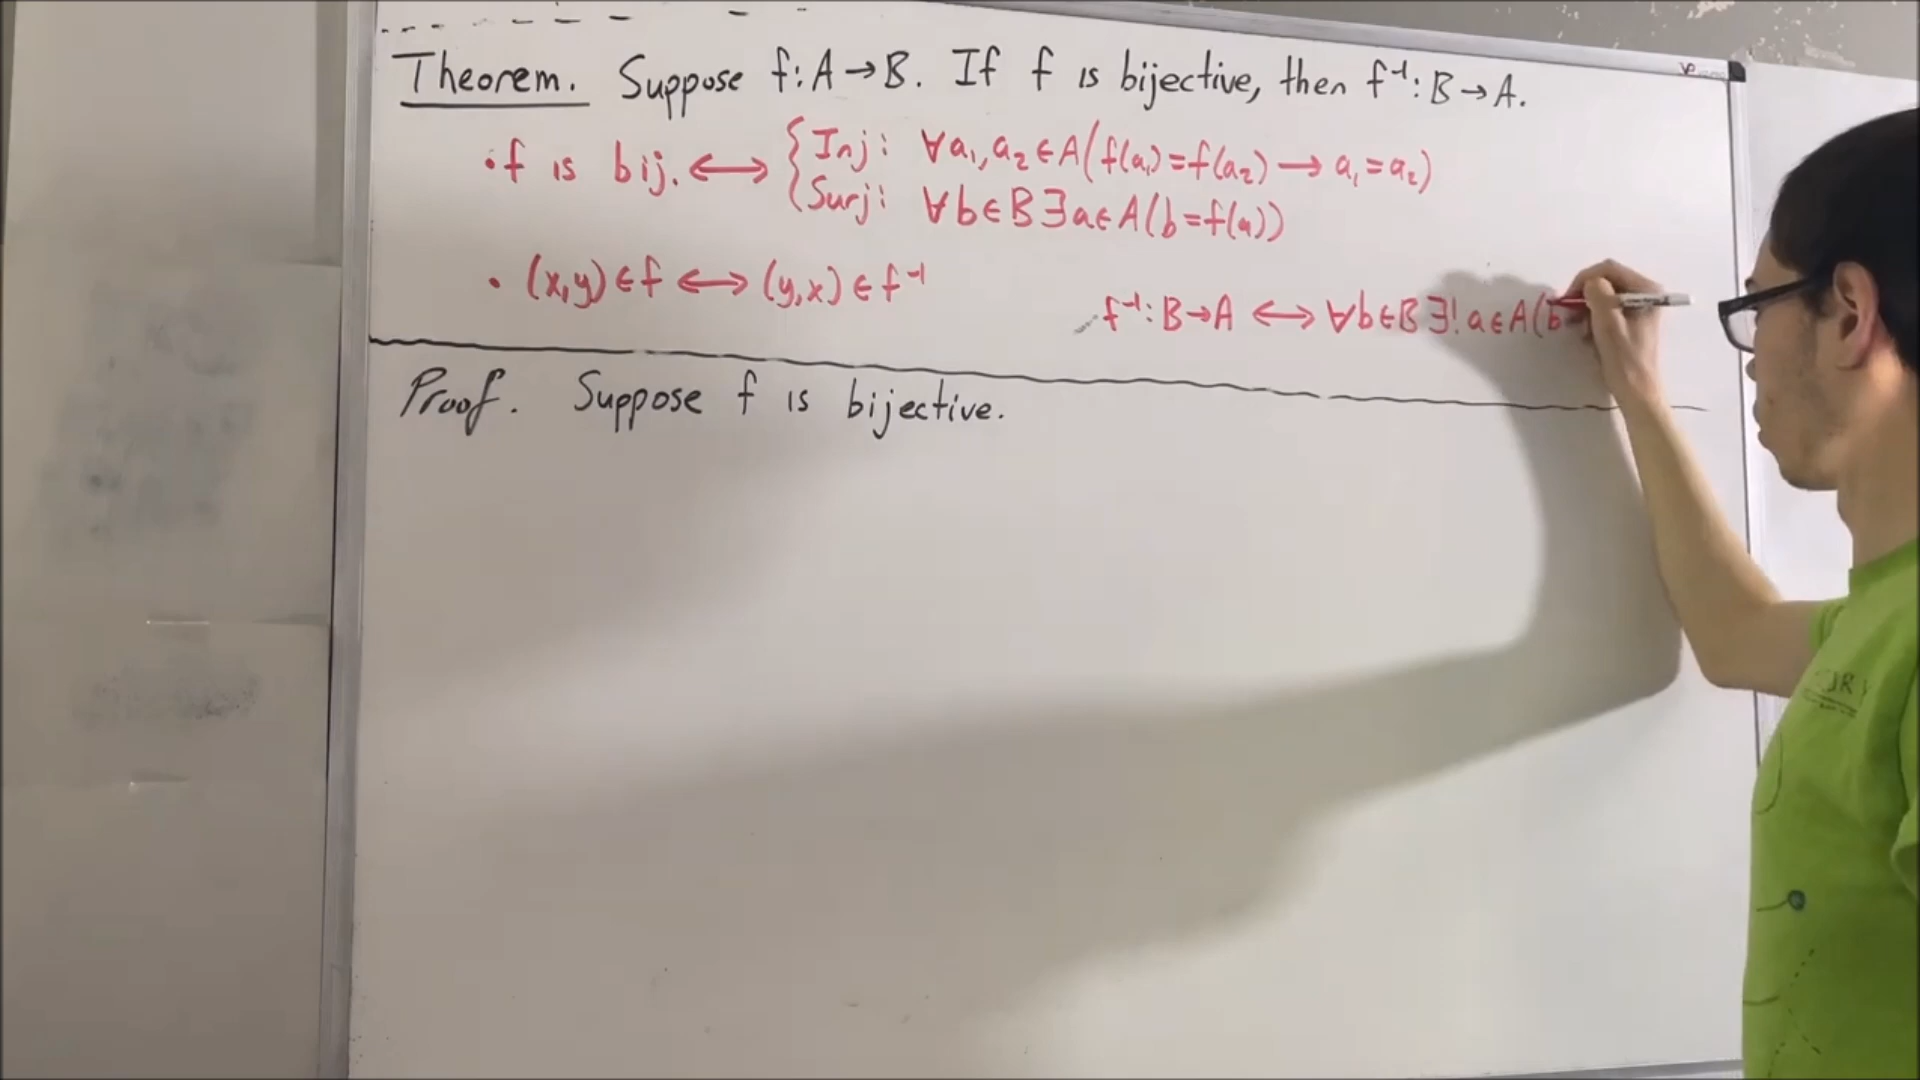 Theorem. Suppose f: A → B. If f is bijective, then f⁻¹: B → A.
• f is bij. ⟷ { Inj: ∀a₁,a₂∈A(f(a₁)=f(a₂) → a₁=a₂)
Surj: ∀b∈B∃a∈A(b=f(a))
• (x,y)∈f ⟷ (y,x)∈f⁻¹
f⁻¹: B→A ⟷ ∀b∈B ∃! a∈A(b
Proof. Suppose f is bijective.